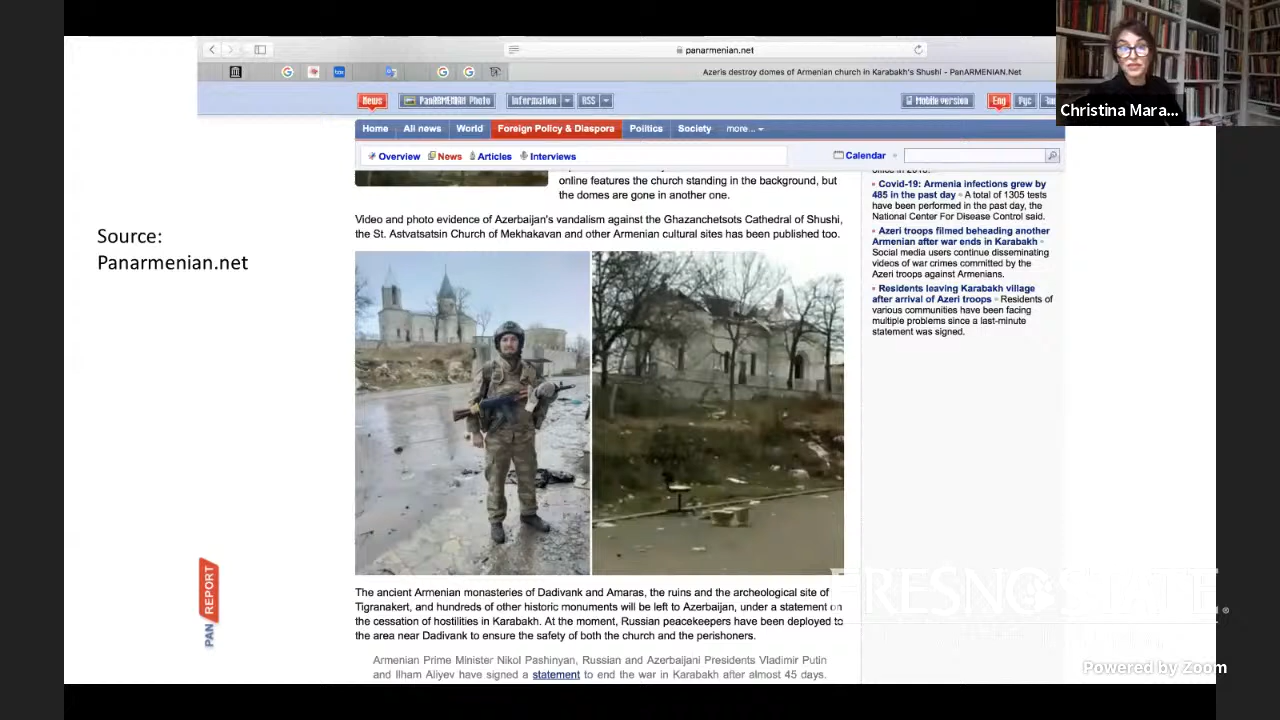 panarmenian.net
Azeris destroy domes of Armenian church in Karabakh's Shushi - PanARMENIAN.Net
Christina Mara...
News
PanARMENIAN Photo
Information
RSS
Mobile version
Eng
Рус
Home
All news
World
Foreign Policy & Diaspora
Politics
Society
more...
Overview
News
Articles
Interviews
Calendar
online features the church standing in the background, but
the domes are gone in another one.
Video and photo evidence of Azerbaijan's vandalism against the Ghazanchetsots Cathedral of Shushi,
the St. Astvatsatsin Church of Mekhakavan and other Armenian cultural sites has been published too.
Source:
Panarmenian.net
Covid-19: Armenia infections grew by
485 in the past day A total of 1305 tests
have been performed in the past day, the
National Center For Disease Control said.
Azeri troops filmed beheading another
Armenian after war ends in Karabakh
Social media users continue disseminating
videos of war crimes committed by the
Azeri troops against Armenians.
Residents leaving Karabakh village
after arrival of Azeri troops Residents of
various communities have been facing
multiple problems since a last-minute
statement was signed.
PAN REPORT
The ancient Armenian monasteries of Dadivank and Amaras, the ruins and the archeological site of
Tigranakert, and hundreds of other historic monuments will be left to Azerbaijan, under a statement on
the cessation of hostilities in Karabakh. At the moment, Russian peacekeepers have been deployed to
the area near Dadivank to ensure the safety of both the church and the perishoners.
Armenian Prime Minister Nikol Pashinyan, Russian and Azerbaijani Presidents Vladimir Putin
and Ilham Aliyev have signed a statement to end the war in Karabakh after almost 45 days.
FRESNO STATE
Powered by Zoom